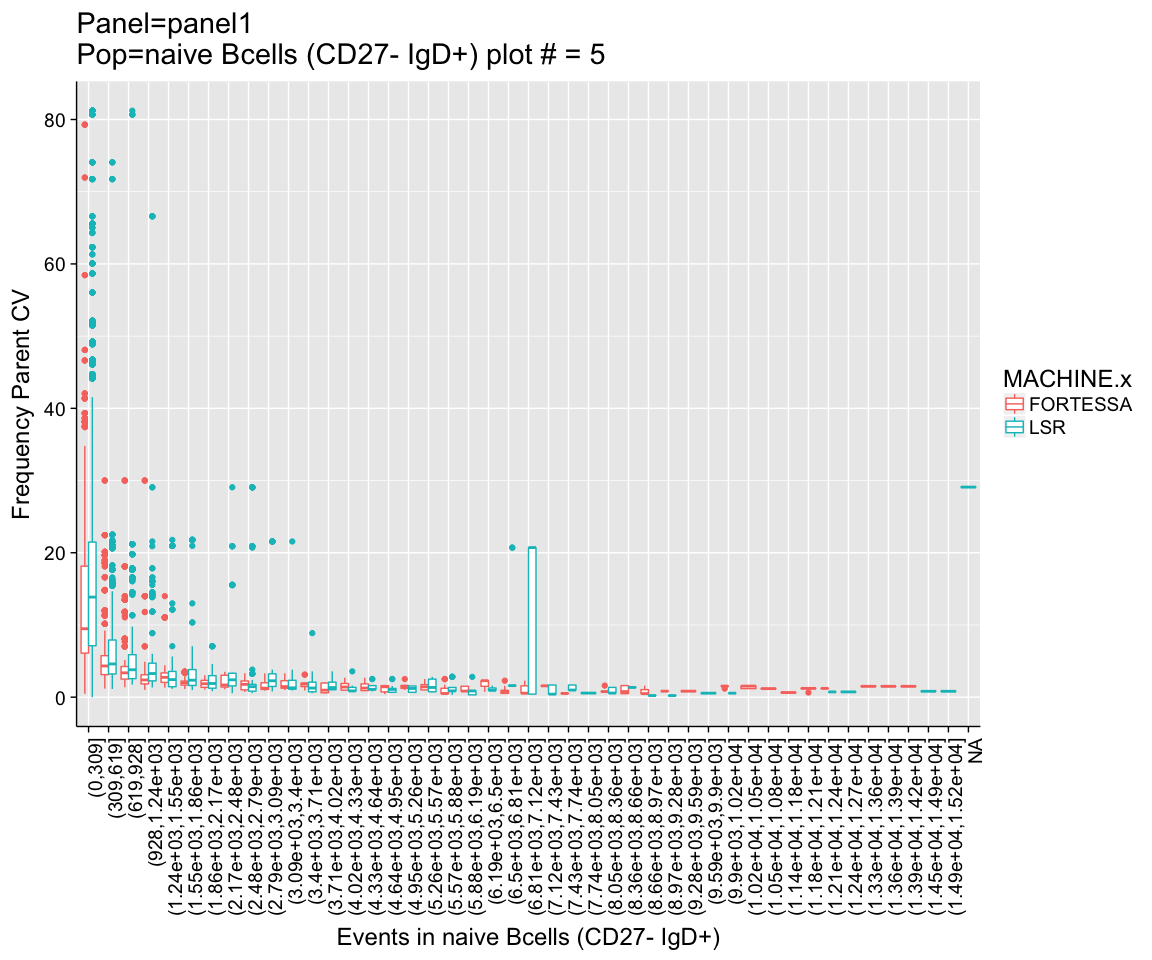 Panel=panel1
Pop=naive Bcells (CD27- IgD+) plot # = 5
Frequency Parent CV
80
60
40
20
0
(0,309]
(309,619]
(619,928]
(928,1.24e+03]
(1.24e+03,1.55e+03]
(1.55e+03,1.86e+03]
(1.86e+03,2.17e+03]
(2.17e+03,2.48e+03]
(2.48e+03,2.79e+03]
(2.79e+03,3.09e+03]
(3.09e+03,3.4e+03]
(3.4e+03,3.71e+03]
(3.71e+03,4.02e+03]
(4.02e+03,4.33e+03]
(4.33e+03,4.64e+03]
(4.64e+03,4.95e+03]
(4.95e+03,5.26e+03]
(5.26e+03,5.57e+03]
(5.57e+03,5.88e+03]
(5.88e+03,6.19e+03]
(6.19e+03,6.5e+03]
(6.5e+03,6.81e+03]
(6.81e+03,7.12e+03]
(7.12e+03,7.43e+03]
(7.43e+03,7.74e+03]
(7.74e+03,8.05e+03]
(8.05e+03,8.36e+03]
(8.36e+03,8.66e+03]
(8.66e+03,8.97e+03]
(8.97e+03,9.28e+03]
(9.28e+03,9.59e+03]
(9.59e+03,9.9e+03]
(9.9e+03,1.02e+04]
(1.02e+04,1.05e+04]
(1.05e+04,1.08e+04]
(1.14e+04,1.18e+04]
(1.18e+04,1.21e+04]
(1.21e+04,1.24e+04]
(1.24e+04,1.27e+04]
(1.33e+04,1.36e+04]
(1.36e+04,1.39e+04]
(1.39e+04,1.42e+04]
(1.45e+04,1.49e+04]
(1.49e+04,1.52e+04]
NA
Events in naive Bcells (CD27- IgD+)
MACHINE.x
FORTESSA
LSR